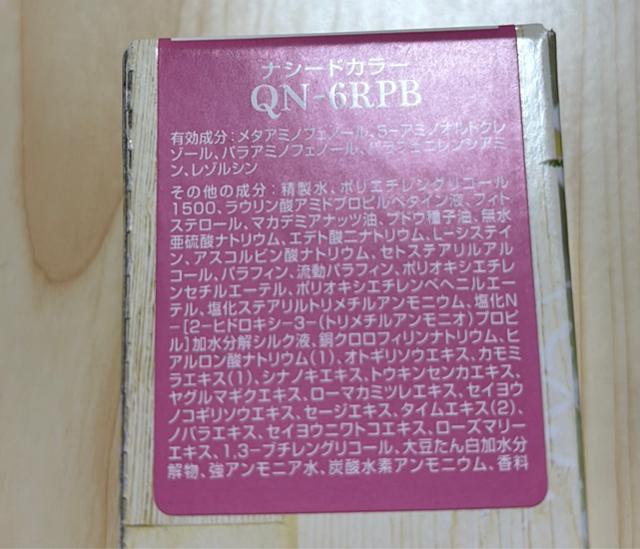 ナシードカラー
QN-6RPB
有効成分：メタアミノフェノール、5-アミノオルトクレ
ゾール、パラアミノフェノール、パラフェニレンジアミ
ン、レゾルシン
その他の成分：精製水、ポリエチレングリコール
1500、ラウリン酸アミドプロピルベタイン液、フィト
ステロール、マカデミアナッツ油、ブドウ種子油、無水
亜硫酸ナトリウム、エデト酸二ナトリウム、L-システイ
ン、アスコルビン酸ナトリウム、セトステアリルアル
コール、パラフィン、流動パラフィン、ポリオキシエチレ
ンセチルエーテル、ポリオキシエチレンベヘニルエー
テル、塩化ステアリルトリメチルアンモニウム、塩化N
-[2-ヒドロキシ-3-(トリメチルアンモニオ)プロピ
ル]加水分解シルク液、銅クロロフィリンナトリウム、ヒ
アルロン酸ナトリウム(1)、オトギリソウエキス、カモミ
ラエキス(1)、シナノキエキス、トウキンセンカエキス、
ヤグルマギクエキス、ローマカミツレエキス、セイヨウ
ノコギリソウエキス、セージエキス、タイムエキス(2)、
ノバラエキス、セイヨウニワトコエキス、ローズマリー
エキス、1,3-ブチレングリコール、大豆たん白加水分
解物、強アンモニア水、炭酸水素アンモニウム、香料